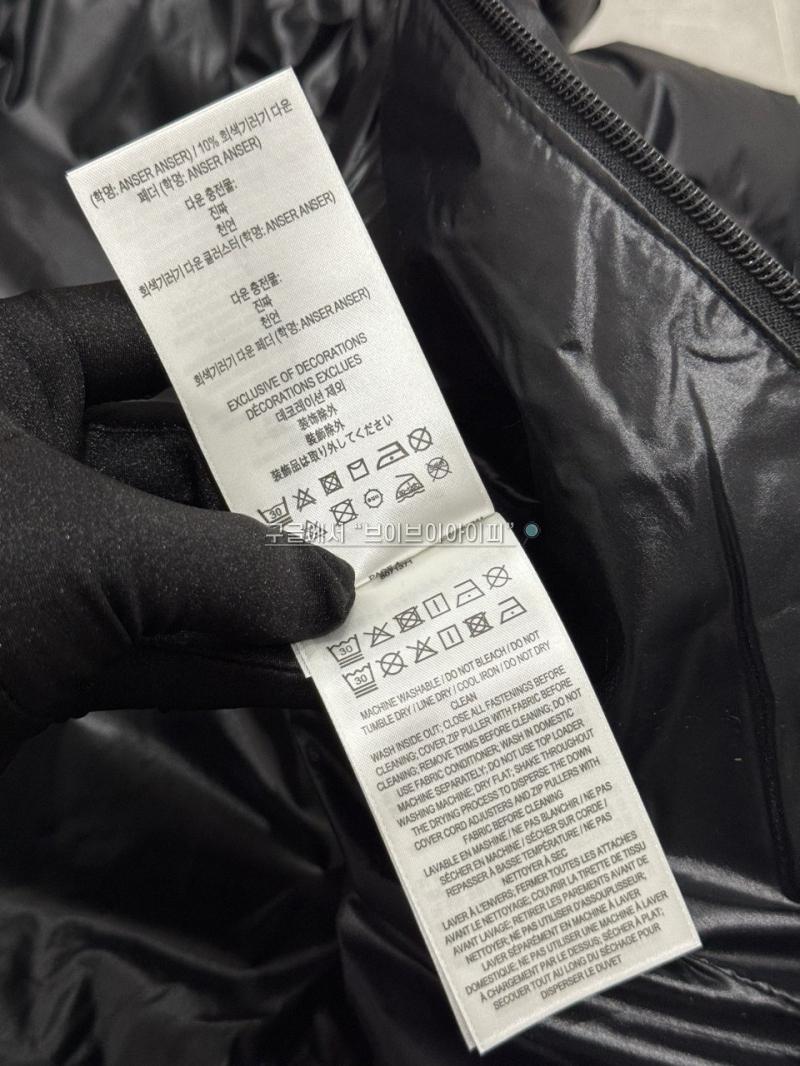 (학명: ANSER ANSER) / 10% 회색기러기 다운
페더 (학명: ANSER ANSER)
다운 충전물:
진짜
천연
회색기러기 다운 클러스터 (학명: ANSER ANSER)
다운 충전물:
진짜
천연
회색기러기 다운 페더 (학명: ANSER ANSER)
EXCLUSIVE OF DECORATIONS
DÉCORATIONS EXCLUES
데코레이션 제외
装饰除外
裝飾除外
装飾品は取り外してください
30
구글에서 “브이브이아이피”
30
30
MACHINE WASHABLE / DO NOT BLEACH / DO NOT
TUMBLE DRY / LINE DRY / COOL IRON / DO NOT DRY
CLEAN
WASH INSIDE OUT; CLOSE ALL FASTENINGS BEFORE
CLEANING; COVER ZIP PULLER WITH FABRIC BEFORE
CLEANING; REMOVE TRIMS BEFORE CLEANING; DO NOT
USE FABRIC CONDITIONER; WASH IN DOMESTIC
MACHINE SEPARATELY; DO NOT USE TOP LOADER
WASHING MACHINE; DRY FLAT; SHAKE THROUGHOUT
THE DRYING PROCESS TO DISPERSE THE DOWN
COVER CORD ADJUSTERS AND ZIP PULLERS WITH
FABRIC BEFORE CLEANING
LAVABLE EN MASHINE / NE PAS BLANCHIR / NE PAS
SÉCHER EN MACHINE / SÉCHER SUR CORDE /
REPASSER À BASSE TEMPÉRATURE / NE PAS
NETTOYER À SEC
LAVER À L'ENVERS; FERMER TOUTES LES ATTACHES
AVANT LE NETTOYAGE; COUVRIR LA TIRETTE DE TISSU
AVANT LAVAGE; RETIRER LES PAREMENTS AVANT DE
NETTOYER; NE PAS UTILISER D'ASSOUPLISSEUR;
LAVER SÉPARÉMENT EN MACHINE À LAVER
DOMESTIQUE; NE PAS UTILISER UNE MACHINE À LAVER
À CHARGEMENT PAR LE DESSUS; SÉCHER À PLAT;
SECOUER TOUT AU LONG DU SÉCHAGE POUR
DISPERSER LE DUVET